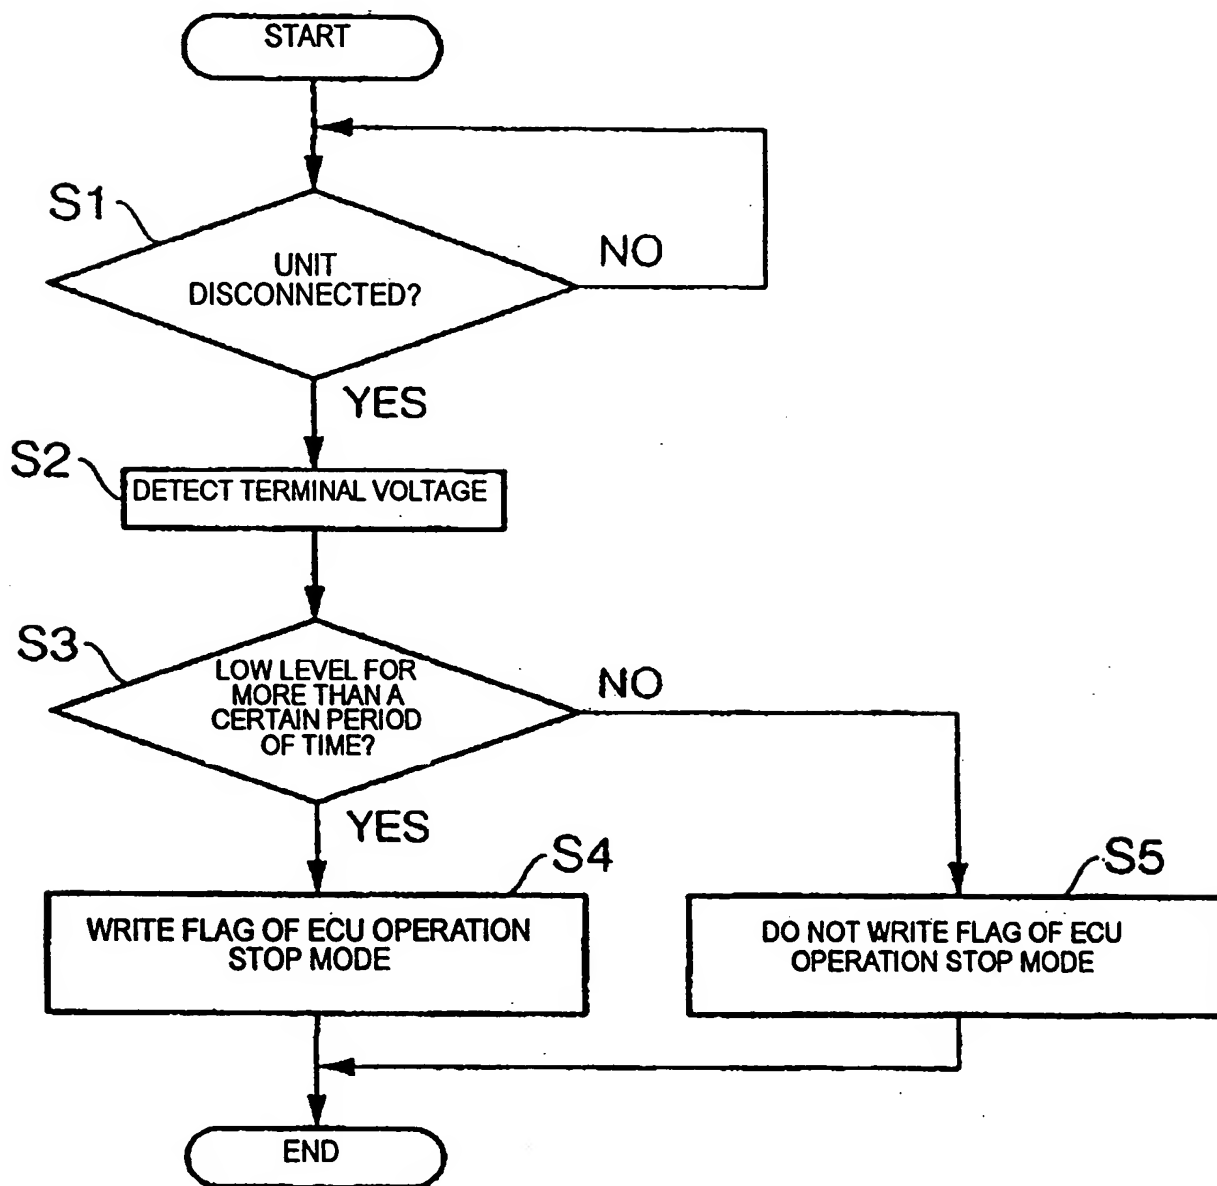 START
S1
UNIT
DISCONNECTED?
NO
YES
S2
DETECT TERMINAL VOLTAGE
S3
LOW LEVEL FOR
MORE THAN A
CERTAIN PERIOD
OF TIME?
NO
YES
S4
WRITE FLAG OF ECU OPERATION
STOP MODE
S5
DO NOT WRITE FLAG OF ECU
OPERATION STOP MODE
END